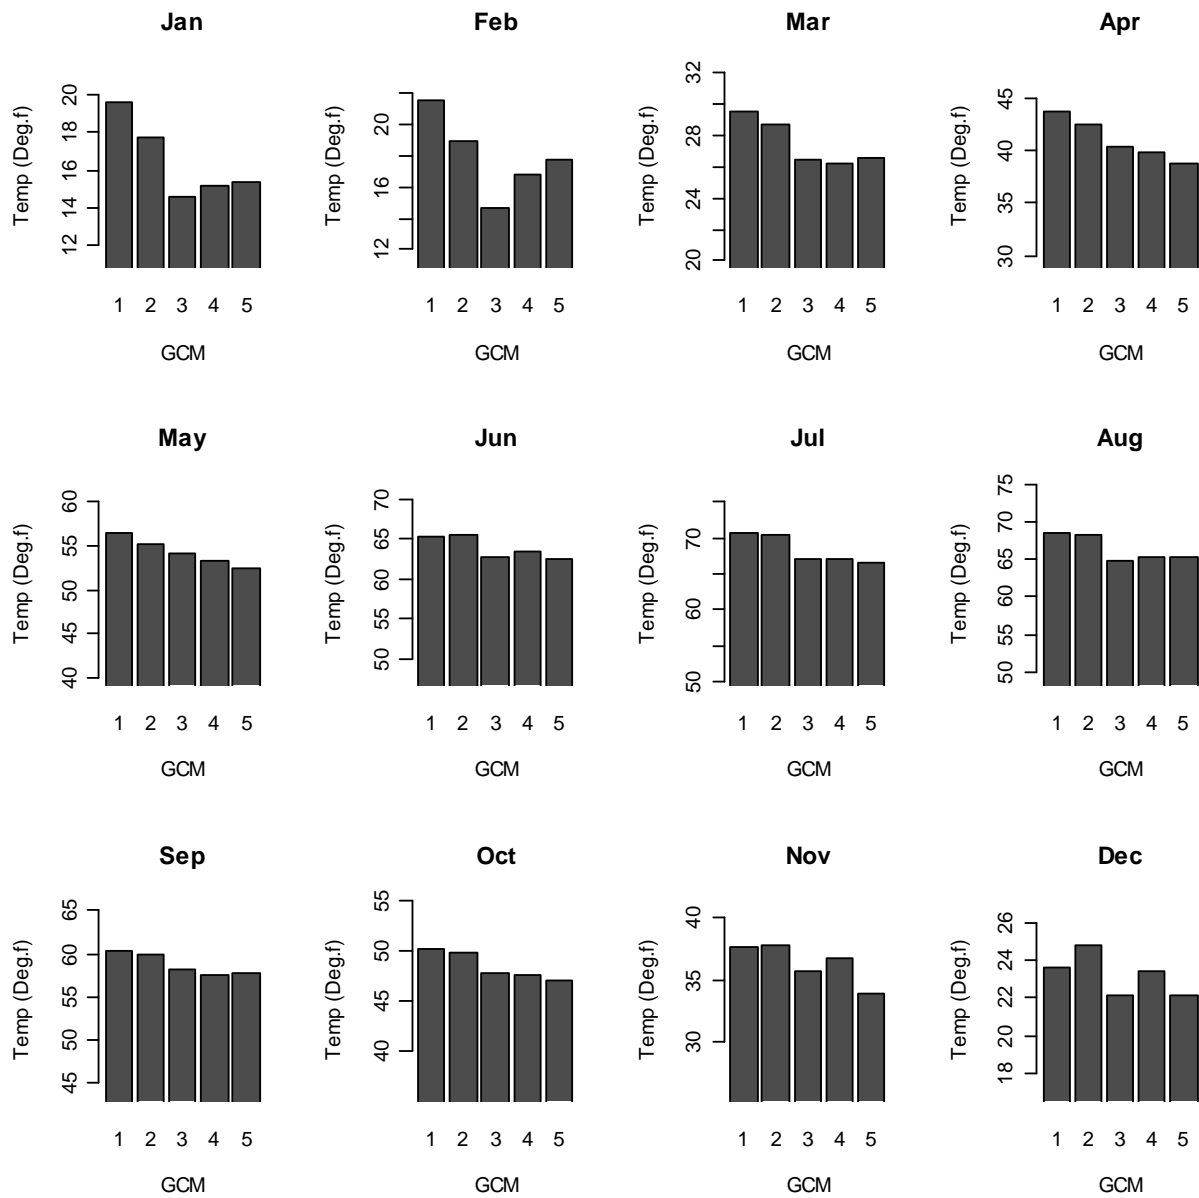 Jan Feb Mar Apr
Temp (Deg.f) 12 14 16 18 20
Temp (Deg.f) 12 16 20
Temp (Deg.f) 20 24 28 32
Temp (Deg.f) 30 35 40 45
1 2 3 4 5 1 2 3 4 5 1 2 3 4 5 1 2 3 4 5
GCM GCM GCM GCM
May Jun Jul Aug
Temp (Deg.f) 40 45 50 55 60
Temp (Deg.f) 50 55 60 65 70
Temp (Deg.f) 50 60 70
Temp (Deg.f) 50 55 60 65 70 75
1 2 3 4 5 1 2 3 4 5 1 2 3 4 5 1 2 3 4 5
GCM GCM GCM GCM
Sep Oct Nov Dec
Temp (Deg.f) 45 50 55 60 65
Temp (Deg.f) 40 45 50 55
Temp (Deg.f) 30 35 40
Temp (Deg.f) 18 20 22 24 26
1 2 3 4 5 1 2 3 4 5 1 2 3 4 5 1 2 3 4 5
GCM GCM GCM GCM